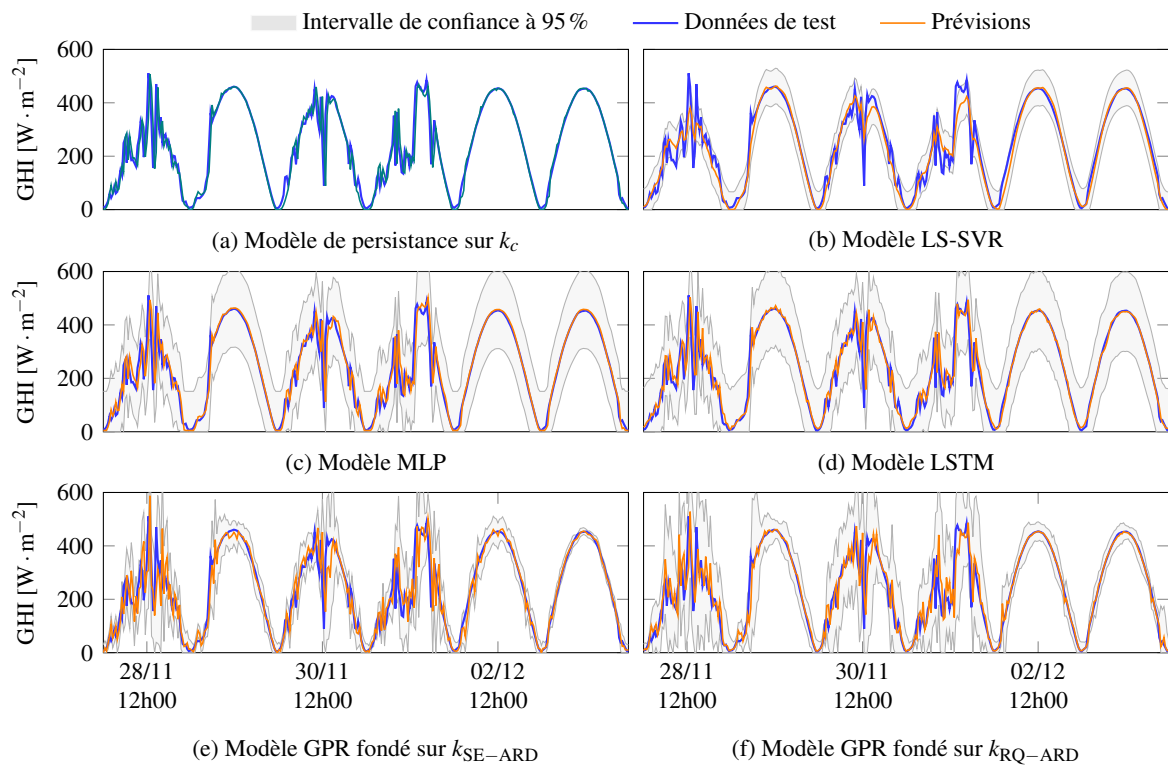 Intervalle de confiance à 95 % Données de test Prévisions
600
400
200
0
GHI [W · m⁻²]
(a) Modèle de persistance sur k_c
(b) Modèle LS-SVR
600
400
200
0
GHI [W · m⁻²]
(c) Modèle MLP
(d) Modèle LSTM
600
400
200
0
GHI [W · m⁻²]
28/11 30/11 02/12
12h00 12h00 12h00
28/11 30/11 02/12
12h00 12h00 12h00
(e) Modèle GPR fondé sur k_SE−ARD
(f) Modèle GPR fondé sur k_RQ−ARD